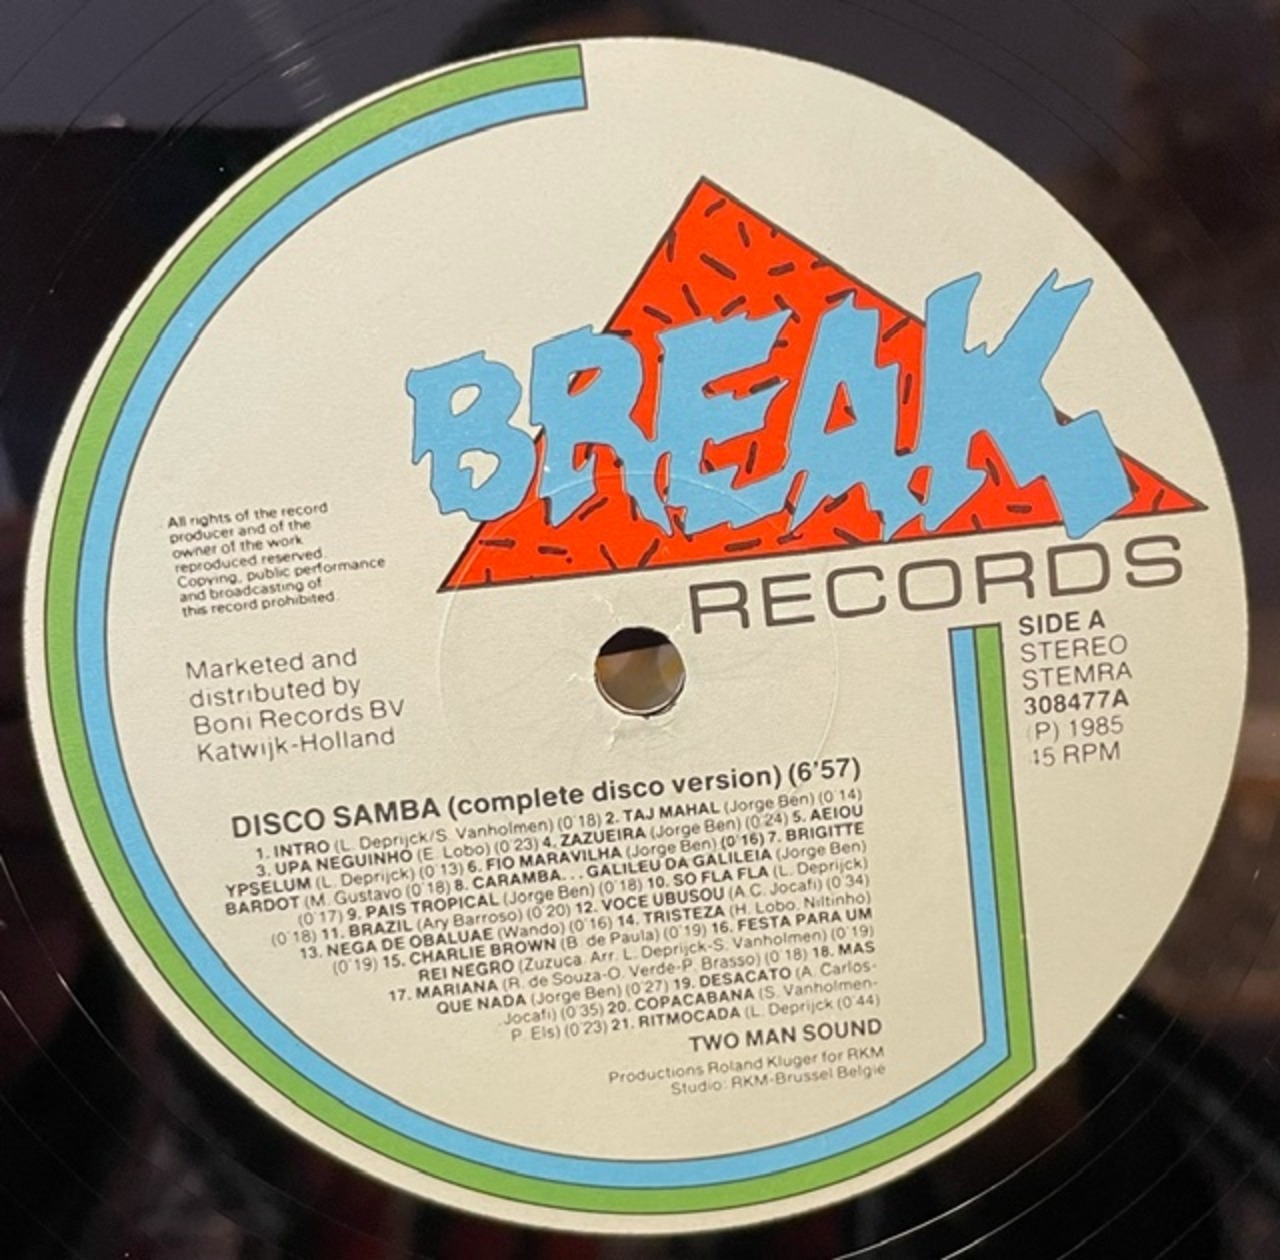 BREAK
RECORDS
All rights of the record
producer and of the
owner of the work
reproduced reserved.
Copying, public performance
and broadcasting of
this record prohibited.
Marketed and
distributed by
Boni Records BV
Katwijk-Holland
SIDE A
STEREO
STEMRA
308477A
(P) 1985
45 RPM
DISCO SAMBA (complete disco version) (6'57)
1. INTRO (L. Deprijck/S. Vanholmen) (0'18) 2. TAJ MAHAL (Jorge Ben) (0'14)
3. UPA NEGUINHO (E. Lobo) (0'23) 4. ZAZUEIRA (Jorge Ben) (0'24) 5. AEIOU
YPSELUM (L. Deprijck) (0'13) 6. FIO MARAVILHA (Jorge Ben) (0'16) 7. BRIGITTE
BARDOT (M. Gustavo (0'18) 8. CARAMBA... GALILEU DA GALILEIA (Jorge Ben)
(0'17) 9. PAIS TROPICAL (Jorge Ben) (0'18) 10. SO FLA FLA (L. Deprijck)
(0'18) 11. BRAZIL (Ary Barroso) (0'20) 12. VOCE UBUSOU (A.C. Jocafi) (0'34)
13. NEGA DE OBALUAE (Wando) (0'16) 14. TRISTEZA (H. Lobo, Niltinho)
(0'19) 15. CHARLIE BROWN (B. de Paula) (0'19) 16. FESTA PARA UM
REI NEGRO (Zuzuca. Arr. L. Deprijck-S. Vanholmen) (0'19)
17. MARIANA (R. de Souza-O. Verde-P. Brasso) (0'18) 18. MAS
QUE NADA (Jorge Ben) (0'27) 19. DESACATO (A. Carlos-
Jocafi) (0'35) 20. COPACABANA (S. Vanholmen-
P. Els) (0'23) 21. RITMOCADA (L. Deprijck (0'44)
TWO MAN SOUND
Productions Roland Kluger for RKM
Studio: RKM-Brussel België